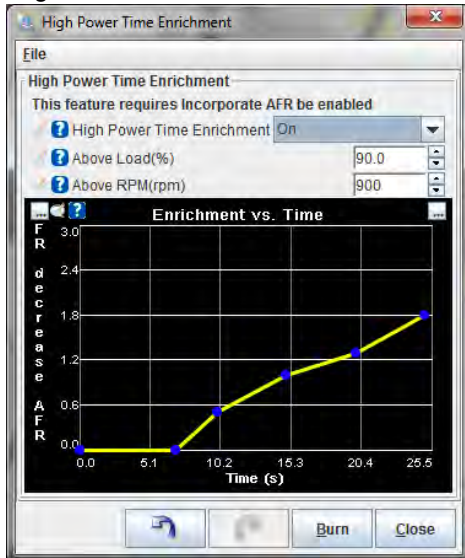 High Power Time Enrichment
File
High Power Time Enrichment
This feature requires Incorporate AFR be enabled
High Power Time Enrichment On
Above Load(%) 90.0
Above RPM(rpm) 900
Enrichment vs. Time
FR decrease AFR
3.0
2.4
1.8
1.2
0.6
0.0
0.0 5.1 10.2 15.3 20.4 25.5
Time (s)
Burn Close